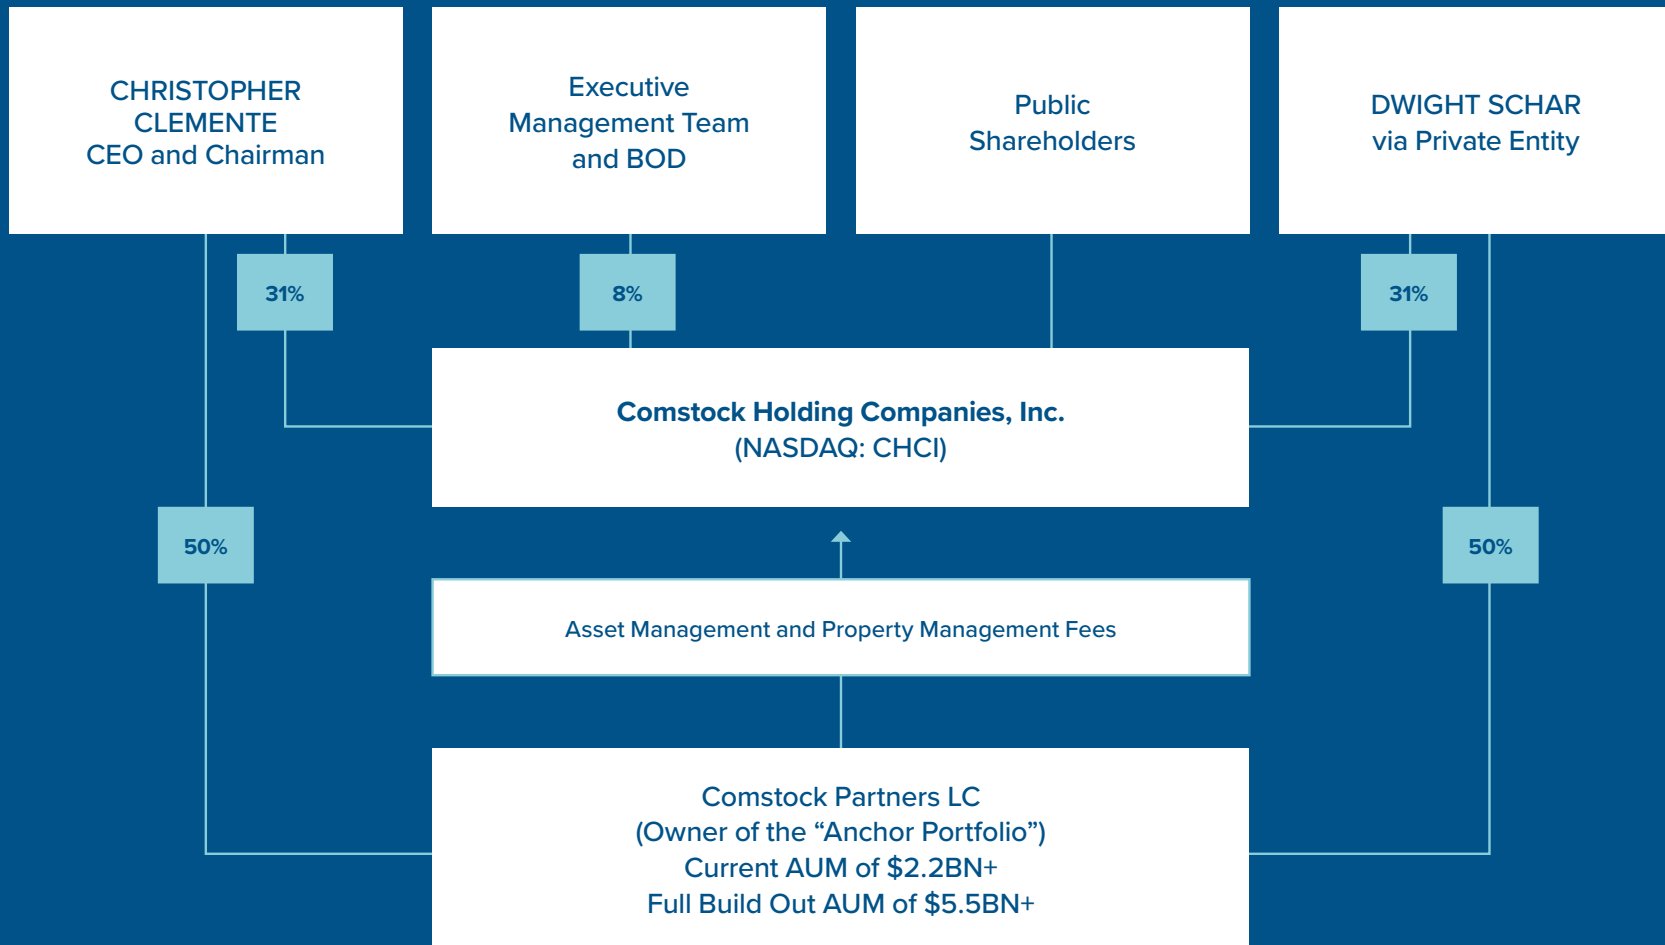 CHRISTOPHER
CLEMENTE
CEO and Chairman
Executive
Management Team
and BOD
Public
Shareholders
DWIGHT SCHAR
via Private Entity
31%
8%
31%
Comstock Holding Companies, Inc.
(NASDAQ: CHCI)
50%
50%
Asset Management and Property Management Fees
Comstock Partners LC
(Owner of the “Anchor Portfolio”)
Current AUM of $2.2BN+
Full Build Out AUM of $5.5BN+